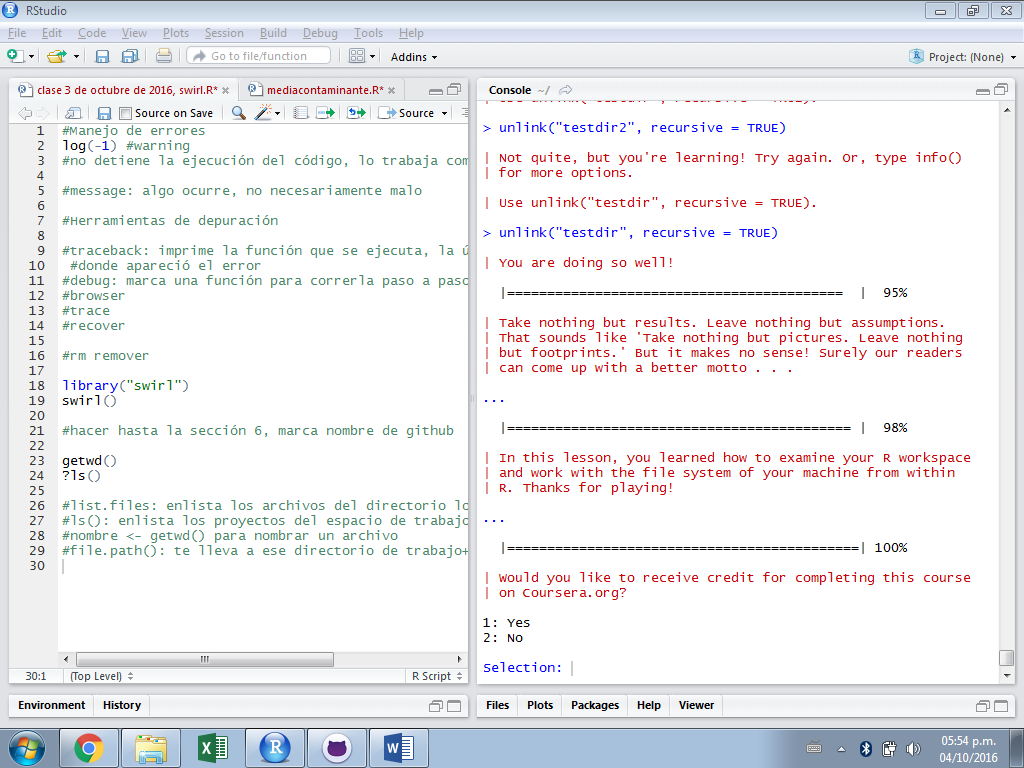 RStudio
File Edit Code View Plots Session Build Debug Tools Help
Go to file/function
Addins
Project: (None)
clase 3 de octubre de 2016, swirl.R*
mediacontaminante.R*
Source on Save
Source
1 #Manejo de errores
2 log(-1) #warning
3 #no detiene la ejecución del código, lo trabaja com
4
5 #message: algo ocurre, no necesariamente malo
6
7 #Herramientas de depuración
8
9 #traceback: imprime la función que se ejecuta, la ú
10 #donde apareció el error
11 #debug: marca una función para correrla paso a paso
12 #browser
13 #trace
14 #recover
15
16 #rm remover
17
18 library("swirl")
19 swirl()
20
21 #hacer hasta la sección 6, marca nombre de github
22
23 getwd()
24 ?ls()
25
26 #list.files: enlista los archivos del directorio lo
27 #ls(): enlista los proyectos del espacio de trabajo
28 #nombre <- getwd() para nombrar un archivo
29 #file.path(): te lleva a ese directorio de trabajo+
30
30:1 (Top Level) R Script
Environment History
Console ~/
| Use unlink("testdir", recursive = TRUE).
> unlink("testdir2", recursive = TRUE)
| Not quite, but you're learning! Try again. Or, type info()
| for more options.
| Use unlink("testdir", recursive = TRUE).
> unlink("testdir", recursive = TRUE)
| You are doing so well!
|========================================== | 95%
| Take nothing but results. Leave nothing but assumptions.
| That sounds like 'Take nothing but pictures. Leave nothing
| but footprints.' But it makes no sense! Surely our readers
| can come up with a better motto . . .
...
|=========================================== | 98%
| In this lesson, you learned how to examine your R workspace
| and work with the file system of your machine from within
| R. Thanks for playing!
...
|============================================| 100%
| Would you like to receive credit for completing this course
| on Coursera.org?
1: Yes
2: No
Selection:
Files Plots Packages Help Viewer
05:54 p.m.
04/10/2016